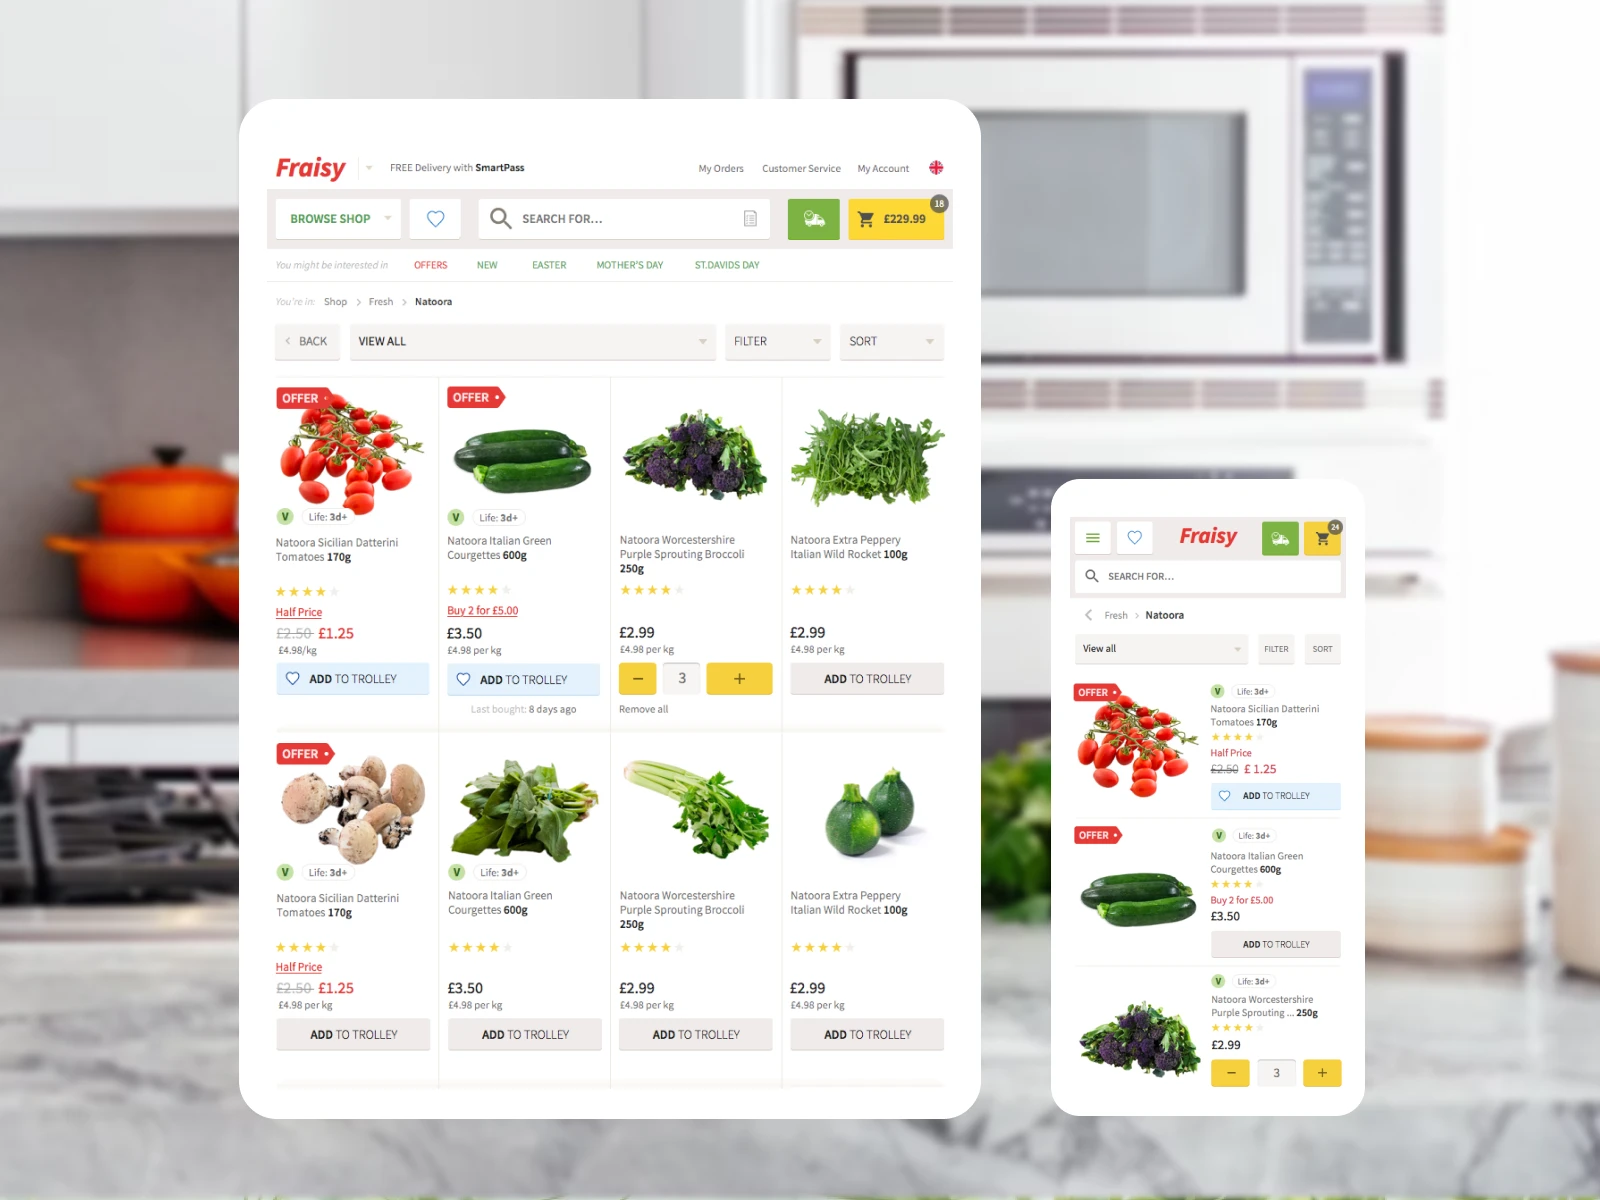 Fraisy
FREE Delivery with SmartPass
My Orders
Customer Service
My Account
BROWSE SHOP
SEARCH FOR...
£229.99
18
You might be interested in
OFFERS
NEW
EASTER
MOTHER'S DAY
ST.DAVIDS DAY
You're in:
Shop
Fresh
Natoora
BACK
VIEW ALL
FILTER
SORT
OFFER
V
Life: 3d+
Natoora Sicilian Datterini
Tomatoes 170g
Half Price
£2.50 £1.25
£4.98/kg
ADD TO TROLLEY
OFFER
V
Life: 3d+
Natoora Italian Green
Courgettes 600g
Buy 2 for £5.00
£3.50
£4.98 per kg
ADD TO TROLLEY
Last bought: 8 days ago
Natoora Worcestershire
Purple Sprouting Broccoli
250g
£2.99
£4.98 per kg
3
Remove all
Natoora Extra Peppery
Italian Wild Rocket 100g
£2.99
£4.98 per kg
ADD TO TROLLEY
OFFER
V
Life: 3d+
Natoora Sicilian Datterini
Tomatoes 170g
Half Price
£2.50 £1.25
£4.98 per kg
ADD TO TROLLEY
V
Life: 3d+
Natoora Italian Green
Courgettes 600g
£3.50
£4.98 per kg
ADD TO TROLLEY
Natoora Worcestershire
Purple Sprouting Broccoli
250g
£2.99
£4.98 per kg
ADD TO TROLLEY
Natoora Extra Peppery
Italian Wild Rocket 100g
£2.99
£4.98 per kg
ADD TO TROLLEY
Fraisy
24
SEARCH FOR...
Fresh
Natoora
View all
FILTER
SORT
OFFER
V
Life: 3d+
Natoora Sicilian Datterini
Tomatoes 170g
Half Price
£2.50 £1.25
ADD TO TROLLEY
OFFER
V
Life: 3d+
Natoora Italian Green
Courgettes 600g
Buy 2 for £5.00
£3.50
ADD TO TROLLEY
V
Life: 3d+
Natoora Worcestershire
Purple Sprouting ... 250g
£2.99
3